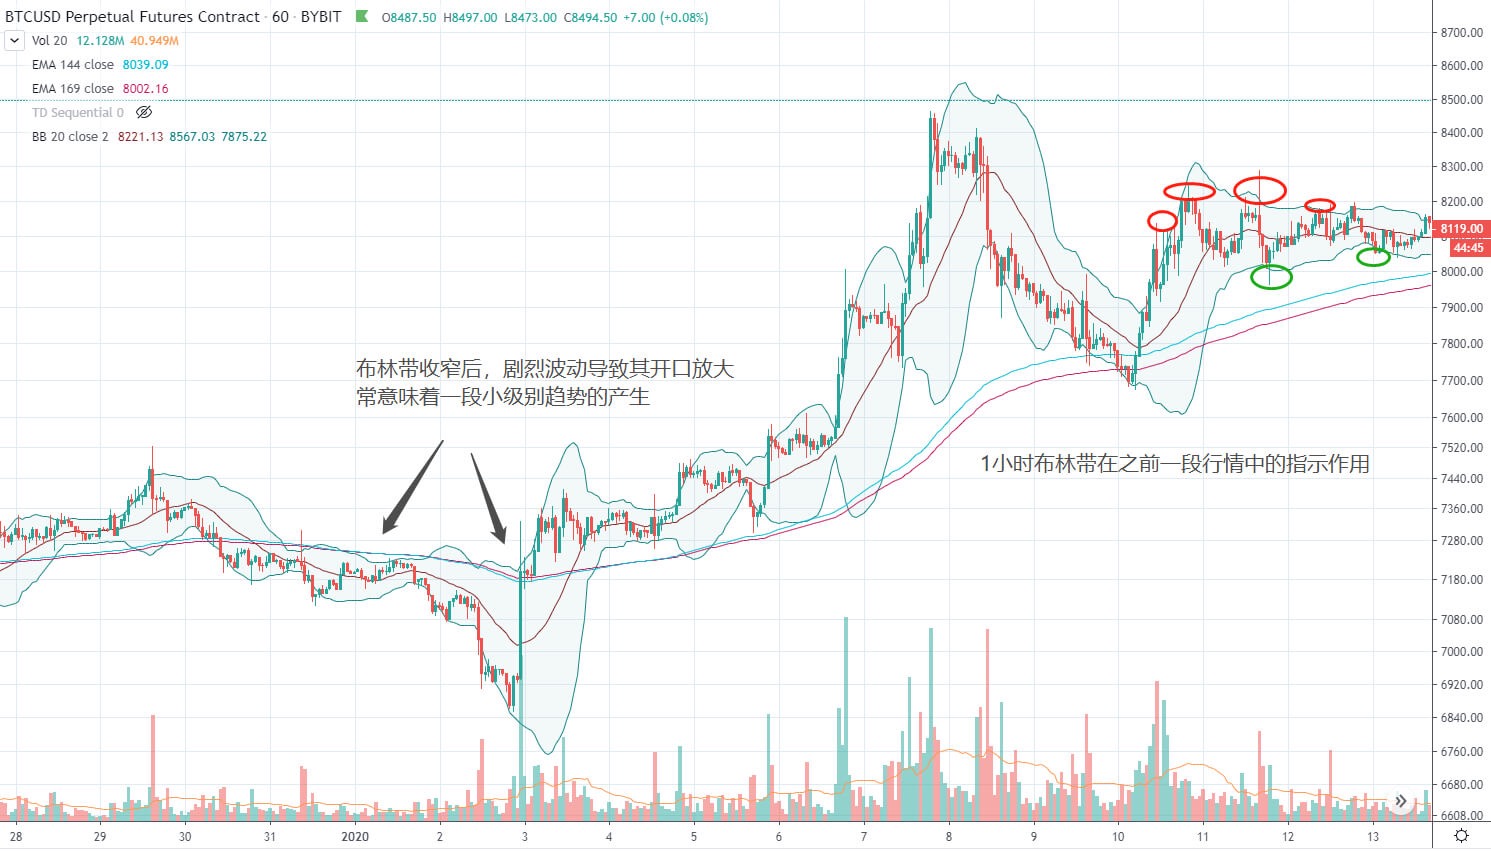 BTCUSD Perpetual Futures Contract · 60 · BYBIT O8487.50 H8497.00 L8473.00 C8494.50 +7.00 (+0.08%)
Vol 20 12.128M 40.949M
EMA 144 close 8039.09
EMA 169 close 8002.16
TD Sequential 0
BB 20 close 2 8221.13 8567.03 7875.22
布林带收窄后，剧烈波动导致其开口放大
常意味着一段小级别趋势的产生
1小时布林带在之前一段行情中的指示作用
8700.00
8600.00
8500.00
8400.00
8300.00
8200.00
8119.00
44:45
8000.00
7900.00
7800.00
7700.00
7600.00
7520.00
7440.00
7360.00
7280.00
7180.00
7080.00
7000.00
6920.00
6840.00
6760.00
6680.00
6608.00
28 29 30 31 2020 2 3 4 5 6 7 8 9 10 11 12 13